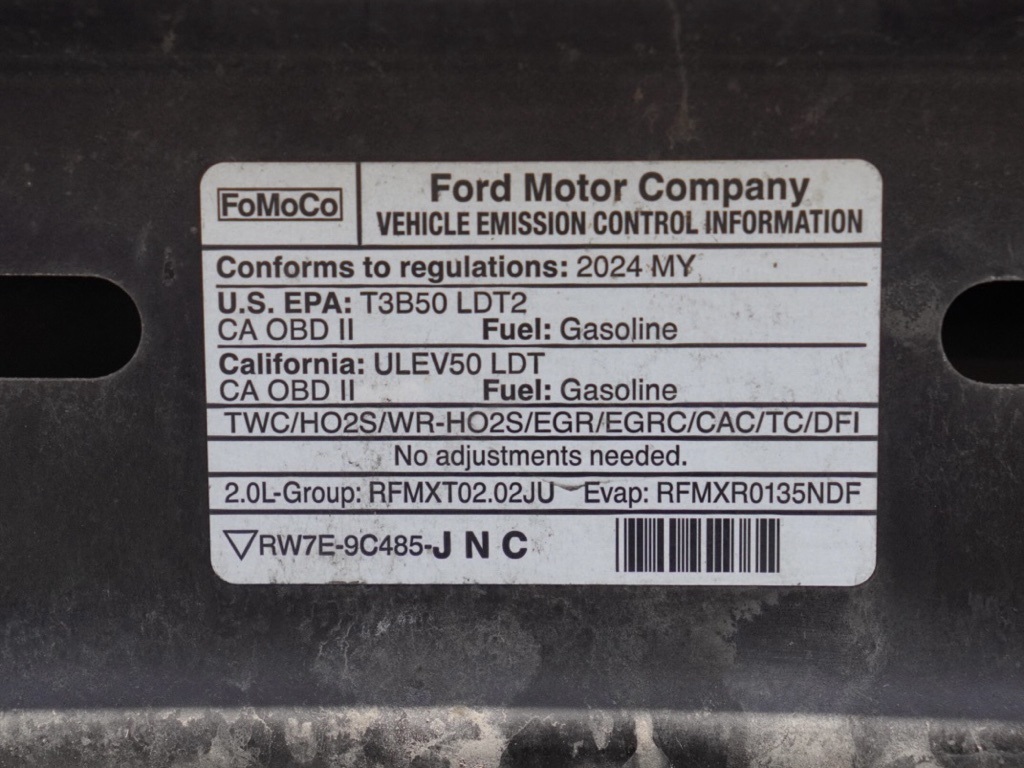 FoMoCo
Ford Motor Company
VEHICLE EMISSION CONTROL INFORMATION
Conforms to regulations: 2024 MY
U.S. EPA: T3B50 LDT2
CA OBD II Fuel: Gasoline
California: ULEV50 LDT
CA OBD II Fuel: Gasoline
TWC/HO2S/WR-HO2S/EGR/EGRC/CAC/TC/DFI
No adjustments needed.
2.0L-Group: RFMXT02.02JU Evap: RFMXR0135NDF
▽RW7E-9C485-J N C